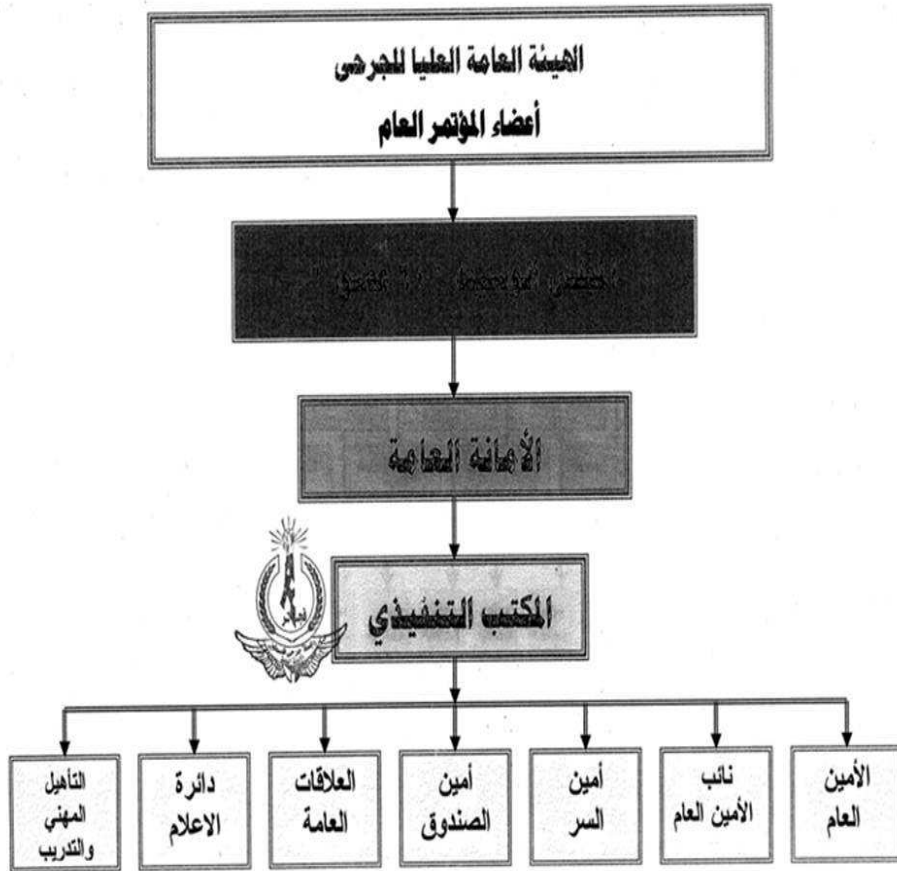 الهيئة العامة العليا للجرحى
أعضاء المؤتمر العام
الأمانة العامة
المكتب التنفيذي
الأمين
العام
نائب
الأمين العام
أمين
السر
أمين
الصندوق
العلاقات
العامة
دائرة
الاعلام
التأهيل
المهني
والتدريب